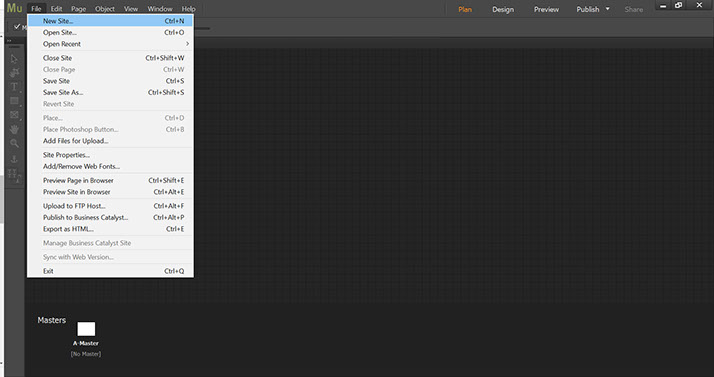 Mu File Edit Page Object View Window Help Plan Design Preview Publish Share
New Site... Ctrl+N
Open Site... Ctrl+O
Open Recent
Close Site Ctrl+Shift+W
Close Page Ctrl+W
Save Site Ctrl+S
Save Site As... Ctrl+Shift+S
Revert Site
Place... Ctrl+D
Place Photoshop Button... Ctrl+B
Add Files for Upload...
Site Properties...
Add/Remove Web Fonts...
Preview Page in Browser Ctrl+Shift+E
Preview Site in Browser Ctrl+Alt+E
Upload to FTP Host... Ctrl+Alt+F
Publish to Business Catalyst... Ctrl+Alt+P
Export as HTML... Ctrl+E
Manage Business Catalyst Site
Sync with Web Version...
Exit Ctrl+Q
Masters
A-Master
[No Master]